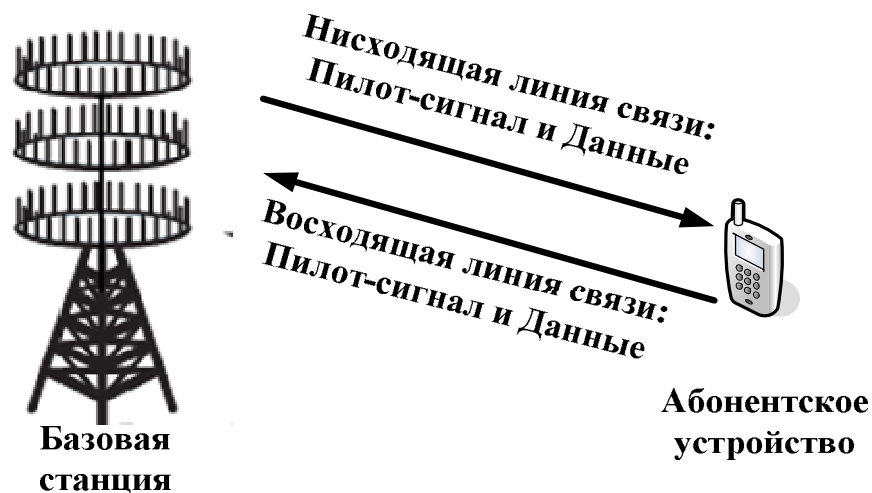 Нисходящая линия связи:
Пилот-сигнал и Данные
Восходящая линия связи:
Пилот-сигнал и Данные
Абонентское
устройство
Базовая
станция